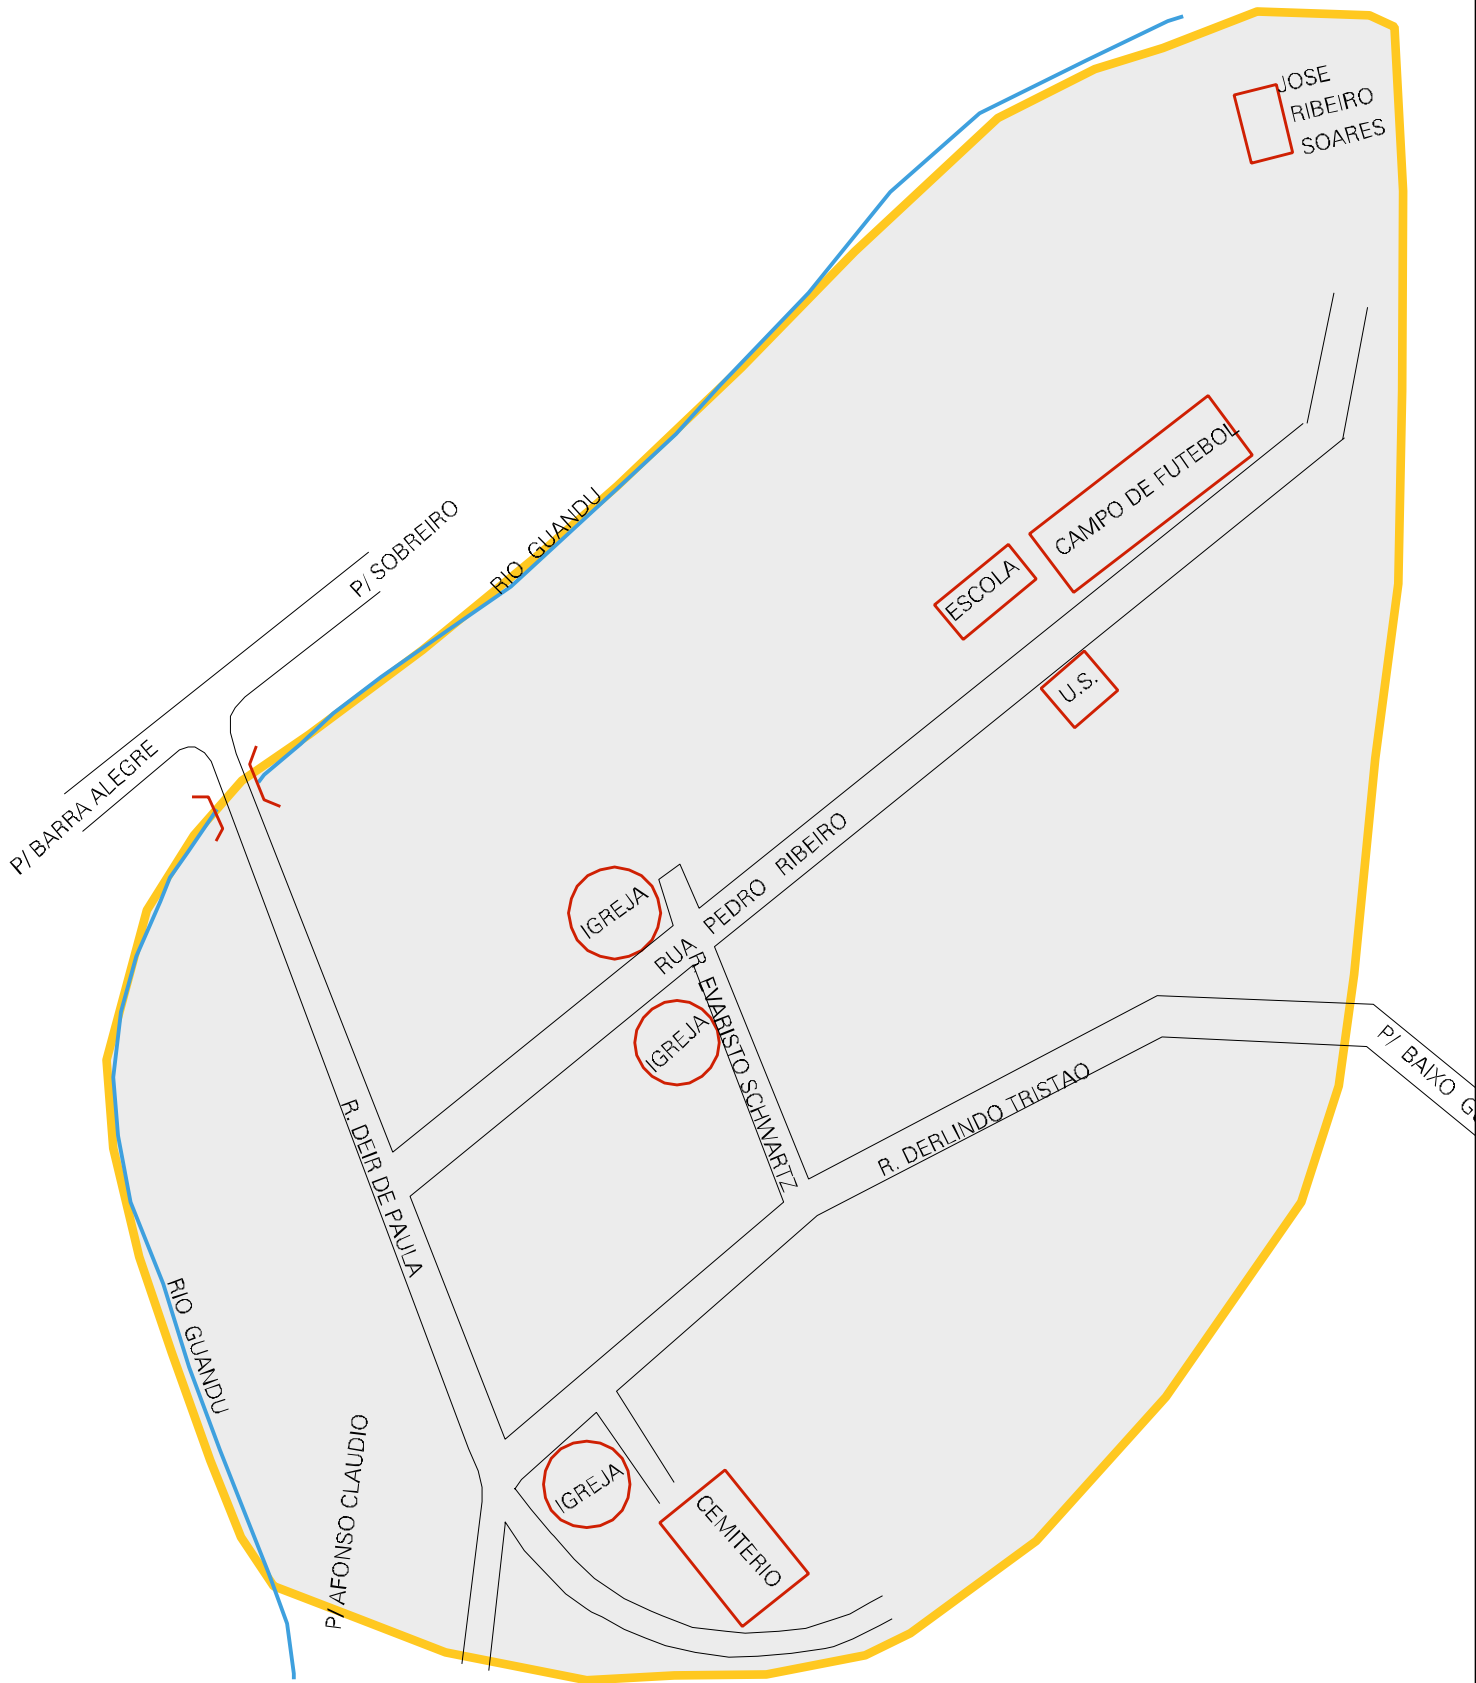 JOSE
RIBEIRO
SOARES
CAMPO DE FUTEBOL
P/ SOBREIRO
RIO GUANDU
ESCOLA
U.S.
P/ BARRA ALEGRE
IGREJA
RUA PEDRO RIBEIRO
R. EVARISTO SCHWARTZ
IGREJA
P/ BAIXO
R. DERLINDO TRISTAO
R. DEIR DE PAULA
RIO GUANDU
P/ AFONSO CLAUDIO
IGREJA
CEMITERIO